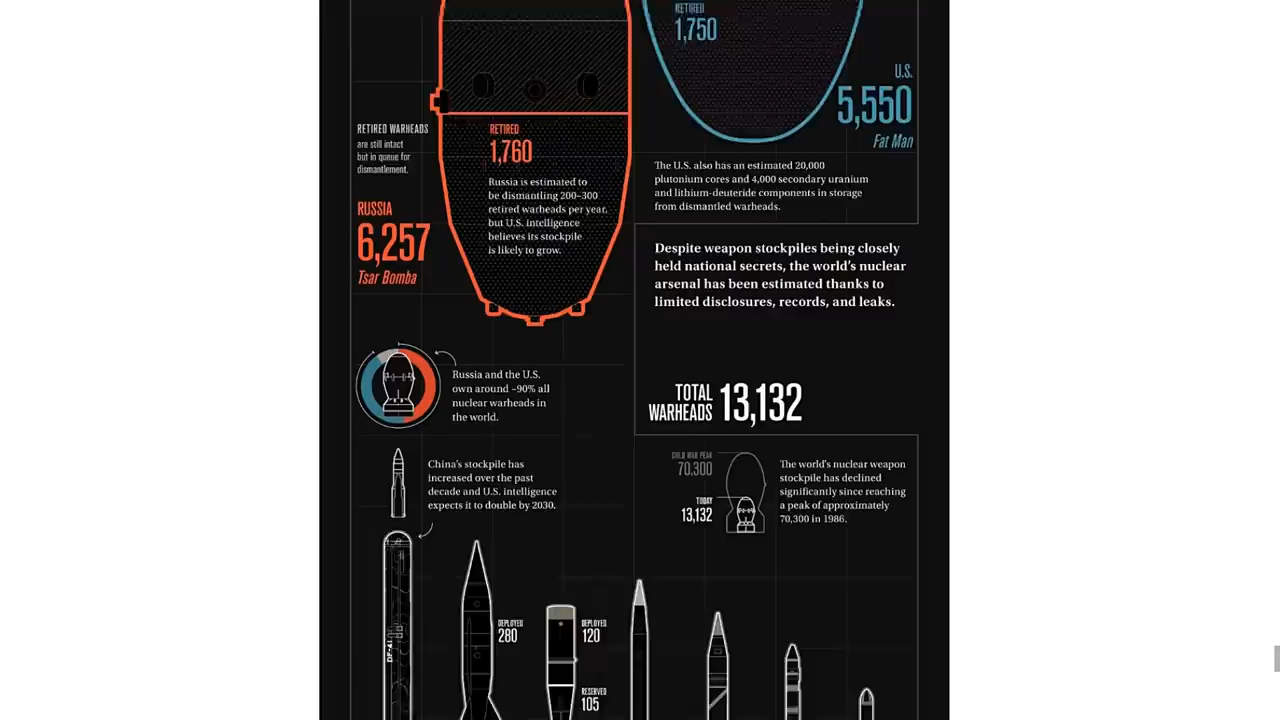 RETIRED
1,750
U.S.
5,550
Fat Man
RETIRED WARHEADS
are still intact
but in queue for
dismantlement.
RETIRED
1,760
Russia is estimated to
be dismantling 200–300
retired warheads per year,
but U.S. intelligence
believes its stockpile
is likely to grow.
RUSSIA
6,257
Tsar Bomba
The U.S. also has an estimated 20,000
plutonium cores and 4,000 secondary uranium
and lithium-deuteride components in storage
from dismantled warheads.
Despite weapon stockpiles being closely
held national secrets, the world's nuclear
arsenal has been estimated thanks to
limited disclosures, records, and leaks.
Russia and the U.S.
own around ~90% all
nuclear warheads in
the world.
TOTAL
WARHEADS
13,132
China's stockpile has
increased over the past
decade and U.S. intelligence
expects it to double by 2030.
COLD WAR PEAK
70,300
TODAY
13,132
The world's nuclear weapon
stockpile has declined
significantly since reaching
a peak of approximately
70,300 in 1986.
DEPLOYED
280
DEPLOYED
120
RESERVED
105